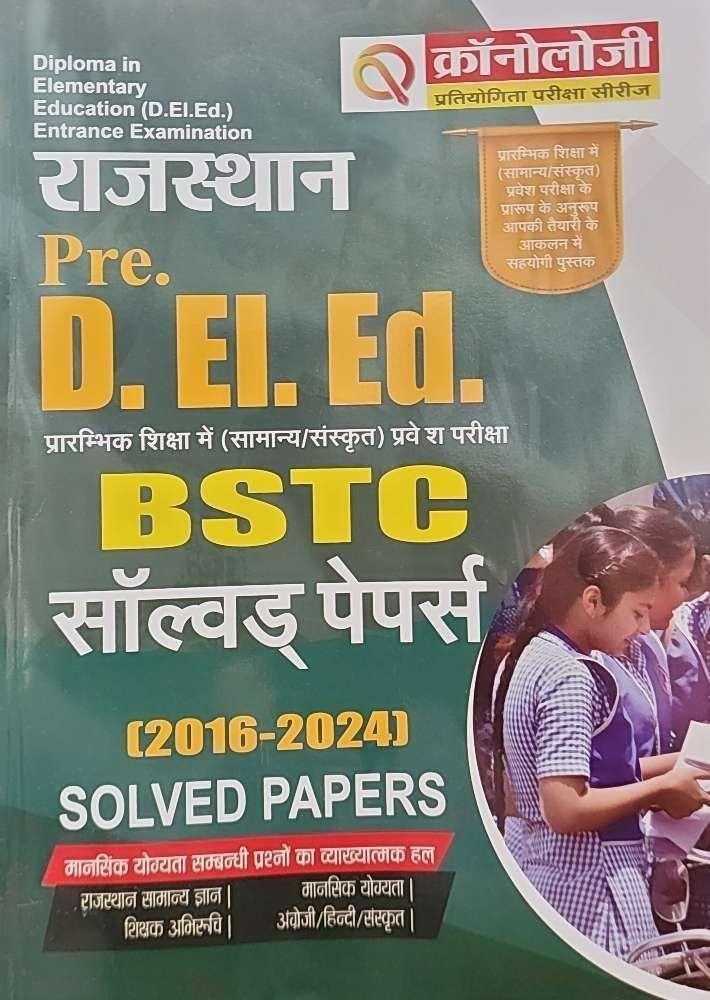 Diploma in
Elementary
Education (D.El.Ed.)
Entrance Examination
क्रॉनोलोजी
प्रतियोगिता परीक्षा सीरीज
राजस्थान
प्रारम्भिक शिक्षा में
(सामान्य/संस्कृत)
प्रवेश परीक्षा के
प्रारूप के अनुरूप
आपकी तैयारी के
आकलन में
सहयोगी पुस्तक
Pre.
D. El. Ed.
प्रारम्भिक शिक्षा में (सामान्य/संस्कृत) प्रवे श परीक्षा
BSTC
सॉल्वड् पेपर्स
(2016-2024)
SOLVED PAPERS
मानसिक योग्यता सम्बन्धी प्रश्नों का व्याख्यात्मक हल
राजस्थान सामान्य ज्ञान | मानसिक योग्यता |
शिक्षक अभिरूचि | अंग्रेजी/हिन्दी/संस्कृत |